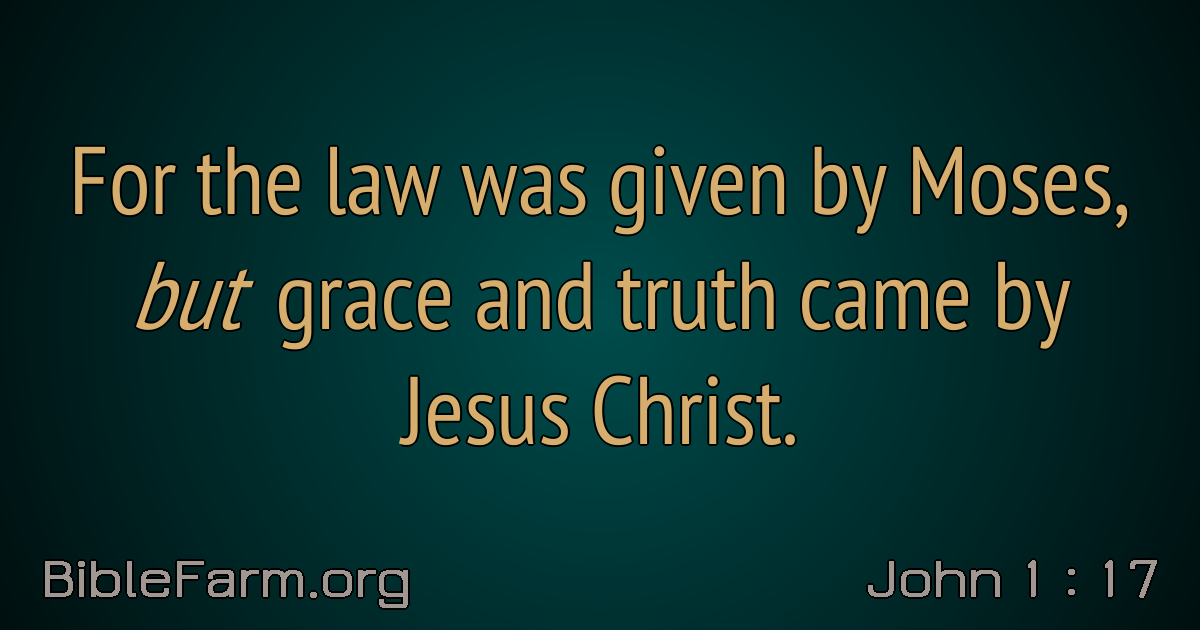 For the law was given by Moses,
but grace and truth came by
Jesus Christ.
BibleFarm.org
John 1 : 17